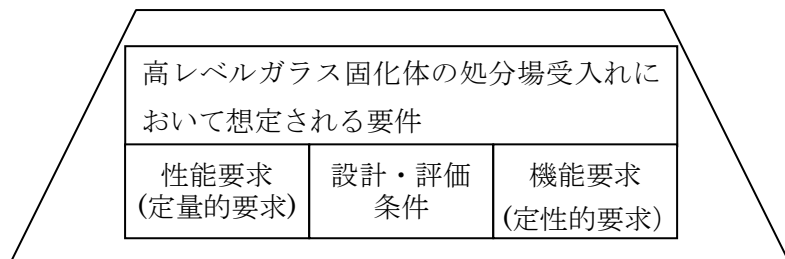 高レベルガラス固化体の処分場受入れに
おいて想定される要件
性能要求
(定量的要求)
設計・評価
条件
機能要求
(定性的要求）